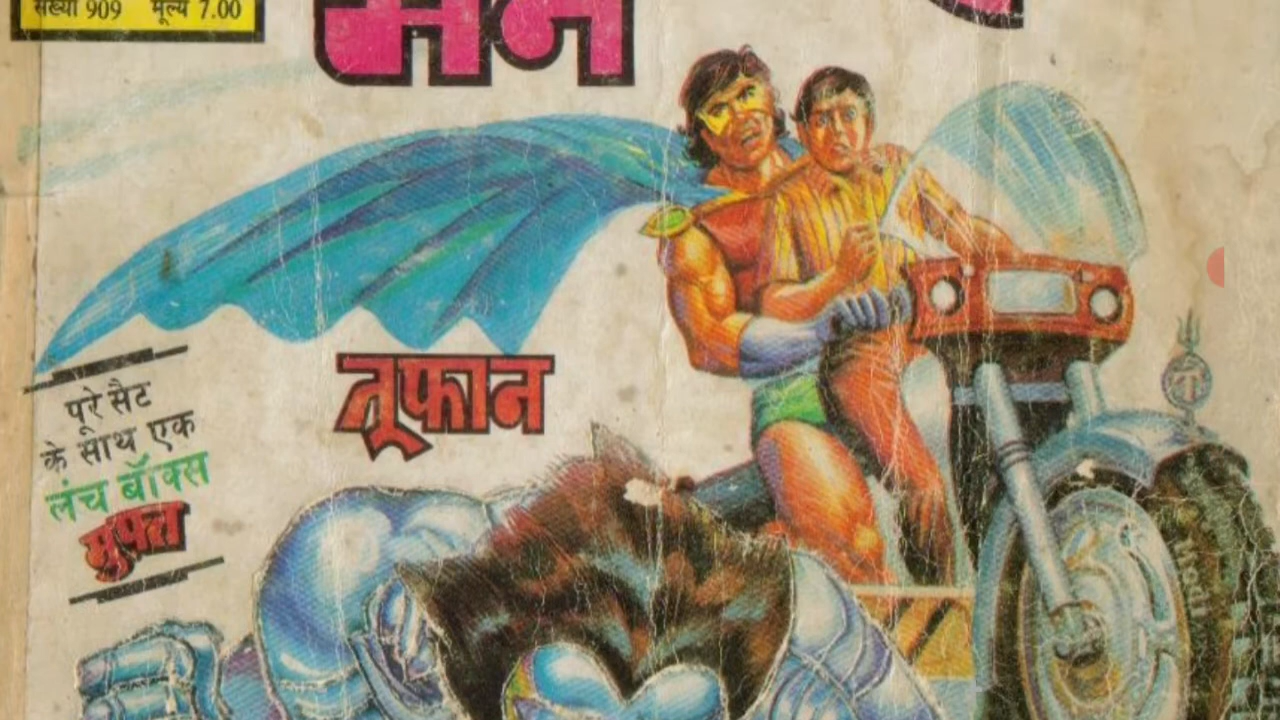 संख्या 909 मूल्य 7.00
तूफान
पूरे सैट
के साथ एक
लंच बॉक्स
मुफ्त
T